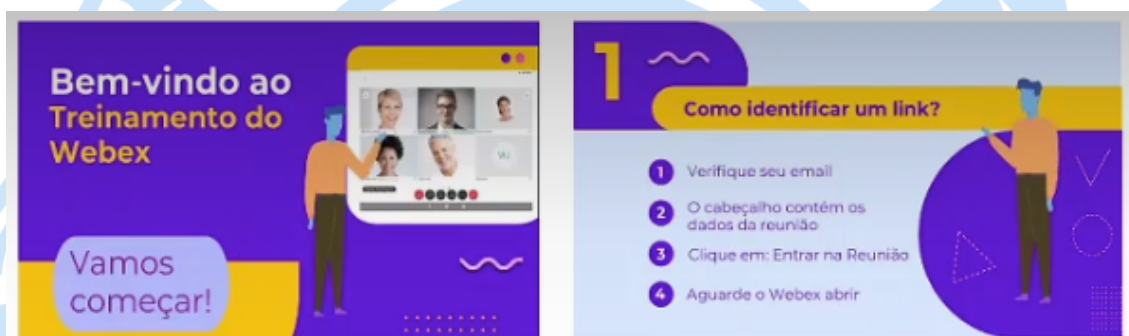 Bem-vindo ao
Treinamento do
Webex
Vamos
começar!
1
Como identificar um link?
1 Verifique seu email
2 O cabeçalho contém os
dados da reunião
3 Clique em: Entrar na Reunião
4 Aguarde o Webex abrir